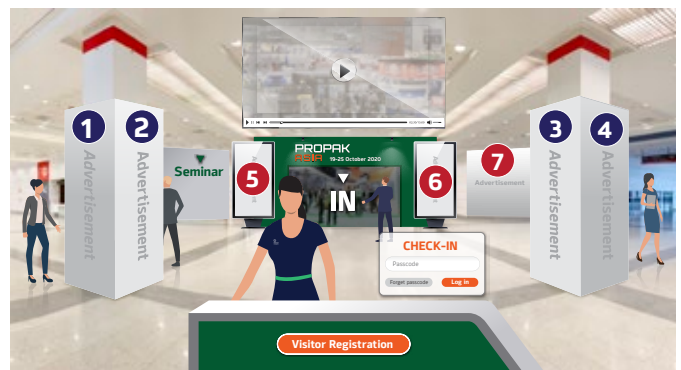 1
2
Advertisement
Advertisement
Seminar
5
PROPAK
ASIA 19-25 October 2020
IN
6
7
Advertisement
3
4
Advertisement
Advertisement
CHECK-IN
Passcode
Forget passcode
Log in
Visitor Registration